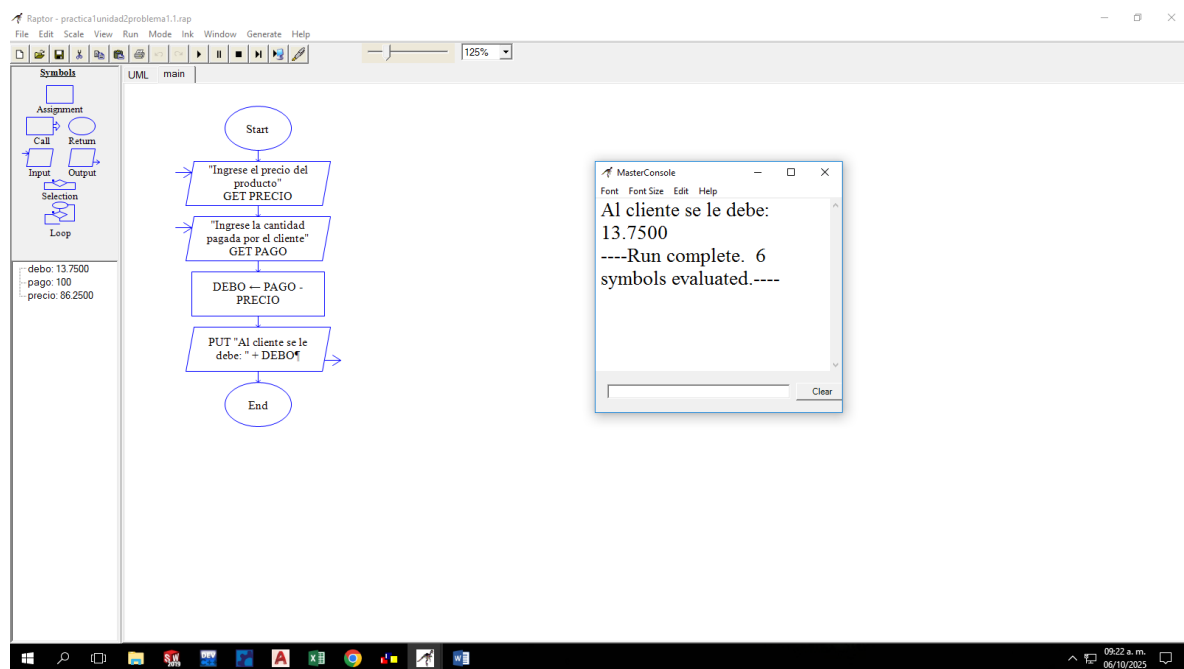 Raptor - practica1unidad2problema1.1.rap
File Edit Scale View Run Mode Ink Window Generate Help
125%
Symbols
Assignment
Call Return
Input Output
Selection
Loop
debo: 13.7500
pago: 100
precio: 86.2500
UML main
Start
"Ingrese el precio del
producto"
GET PRECIO
"Ingrese la cantidad
pagada por el cliente"
GET PAGO
DEBO ← PAGO -
PRECIO
PUT "Al cliente se le
debe: " + DEBO¶
End
MasterConsole
Font Font Size Edit Help
Al cliente se le debe:
13.7500
----Run complete.  6
symbols evaluated.----
Clear
SW
2019
DEV
A
09:22 a. m.
06/10/2025